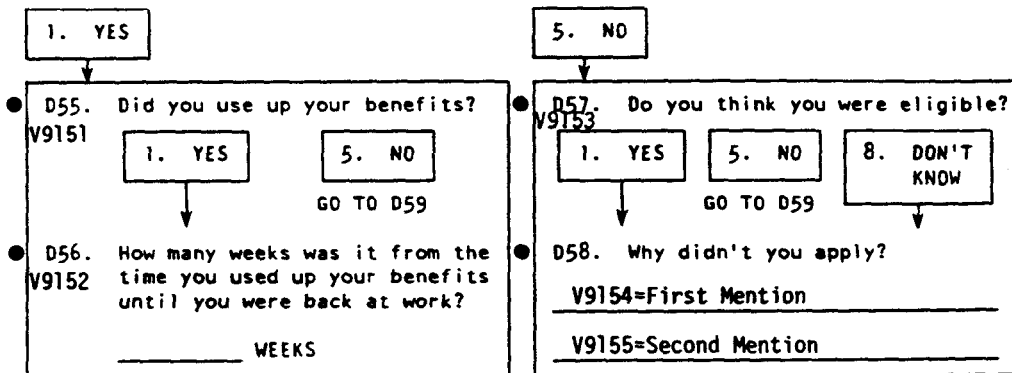 1. YES
D55. Did you use up your benefits?
V9151
1. YES 5. NO
GO TO D59
D56. How many weeks was it from the
V9152 time you used up your benefits
until you were back at work?
WEEKS
5. NO
D57. Do you think you were eligible?
V9153
1. YES 5. NO 8. DON'T
KNOW
GO TO D59
D58. Why didn't you apply?
V9154=First Mention
V9155=Second Mention